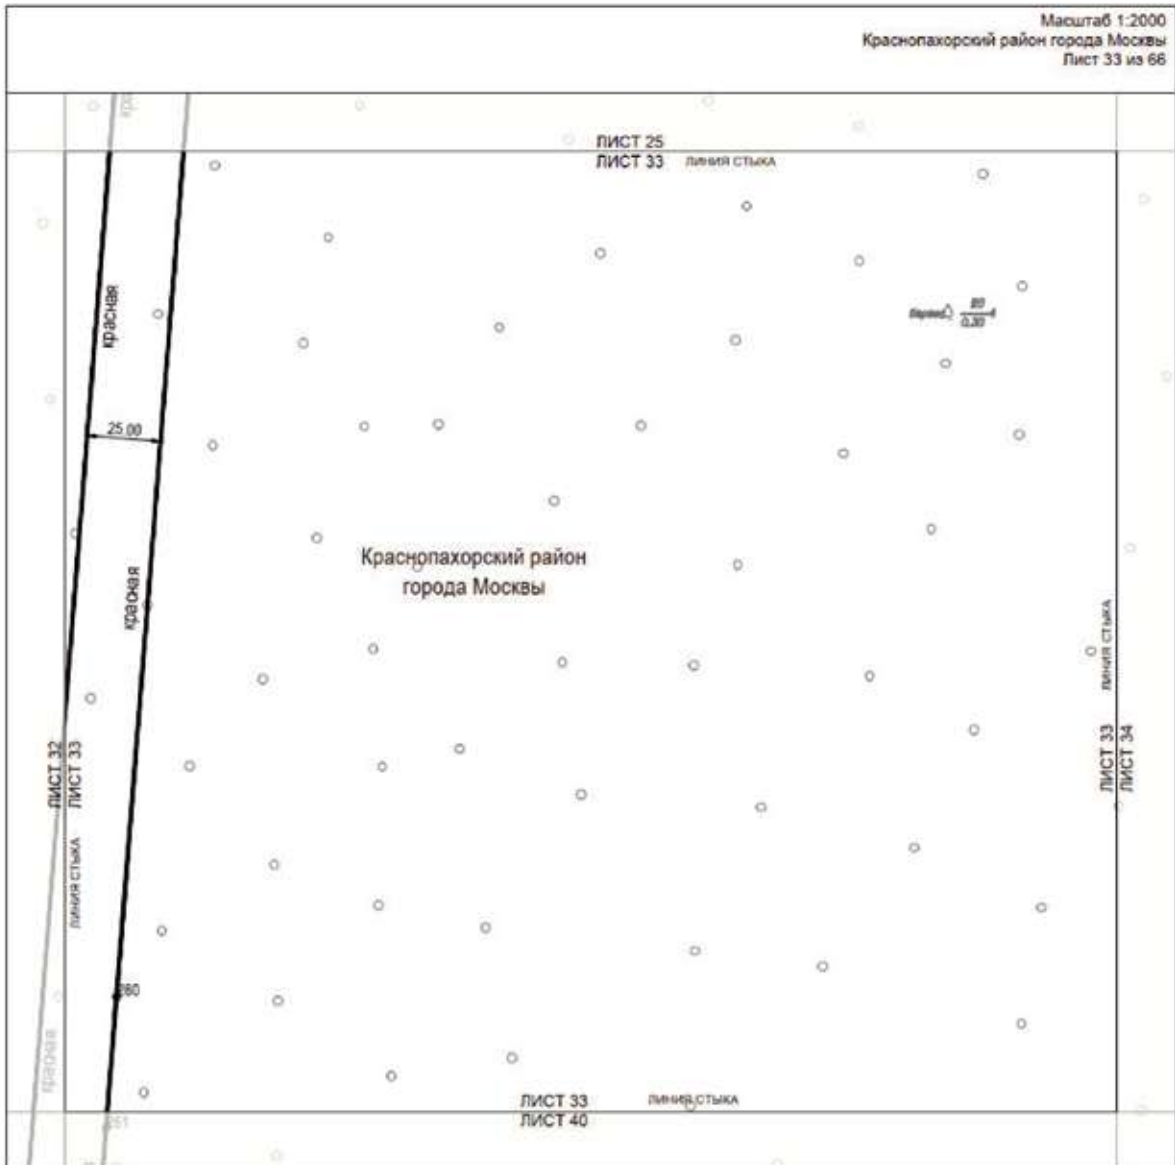 Масштаб 1:2000
Краснопахорский район города Москвы
Лист 33 из 66
кра
ЛИСТ 25
ЛИСТ 33 ЛИНИЯ СТЫКА
красная
25.00
красная
Краснопахорский район
города Москвы
ЛИНИЯ СТЫКА
ЛИСТ 32
ЛИСТ 33
ЛИСТ 33
ЛИСТ 34
ЛИНИЯ СТЫКА
260
красная
ЛИСТ 33 ЛИНИЯ СТЫКА
ЛИСТ 40
261